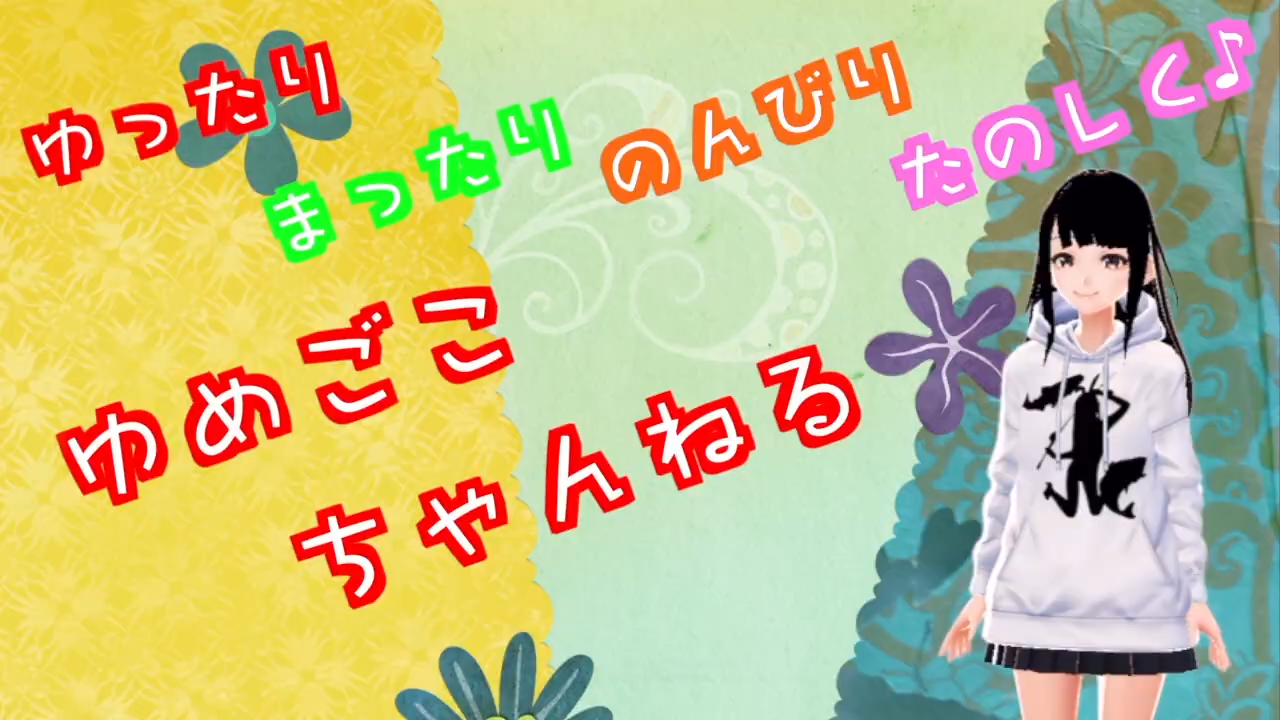 ゆったり
まったり
のんびり
たのしく♪
ゆめごこ
ちゃんねる